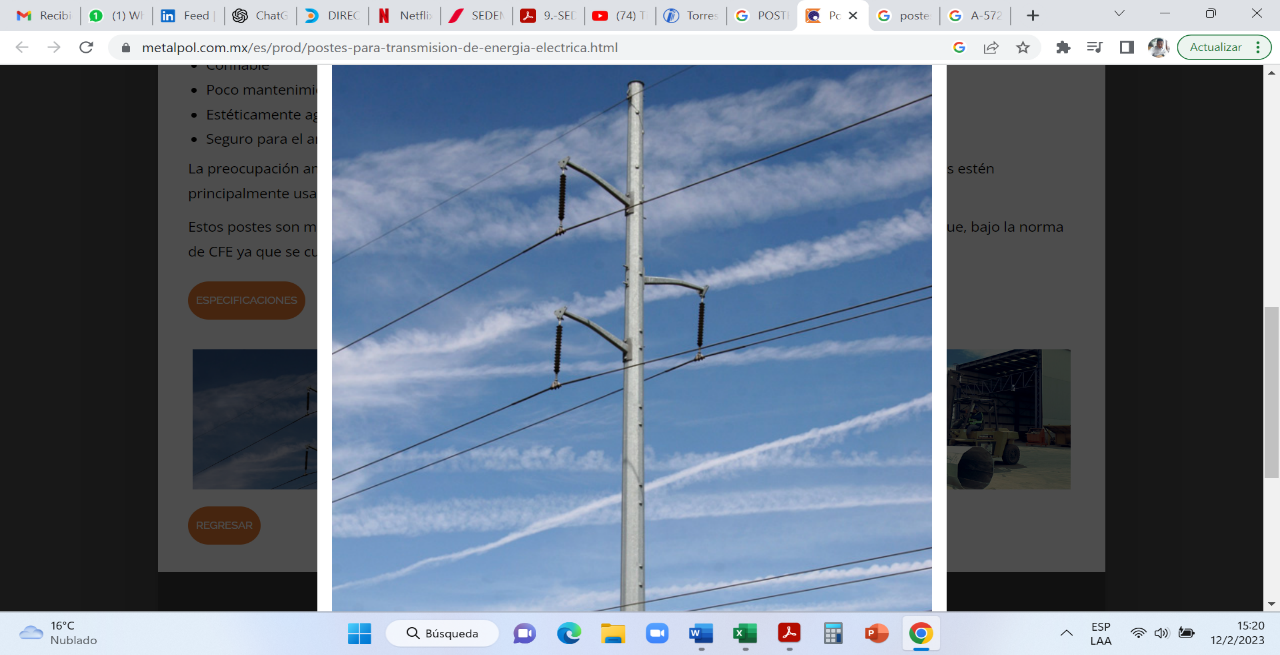 Recibi
(1) W
Feed |
ChatG
DIREC
Netfli
SEDE
9.-SED
(74) T
Torres
POST
Po
poste
A-572
metalpol.com.mx/es/prod/postes-para-transmision-de-energia-electrica.html
Actualizar
Confiable
Poco mantenimi
Estéticamente ag
Seguro para el a
La preocupación a s estén
principalmente usa
Estos postes son m ue, bajo la norma
de CFE ya que se cu
ESPECIFICACIONES
REGRESAR
16°C
Nublado
Búsqueda
ESP
LAA
15:20
12/2/2023